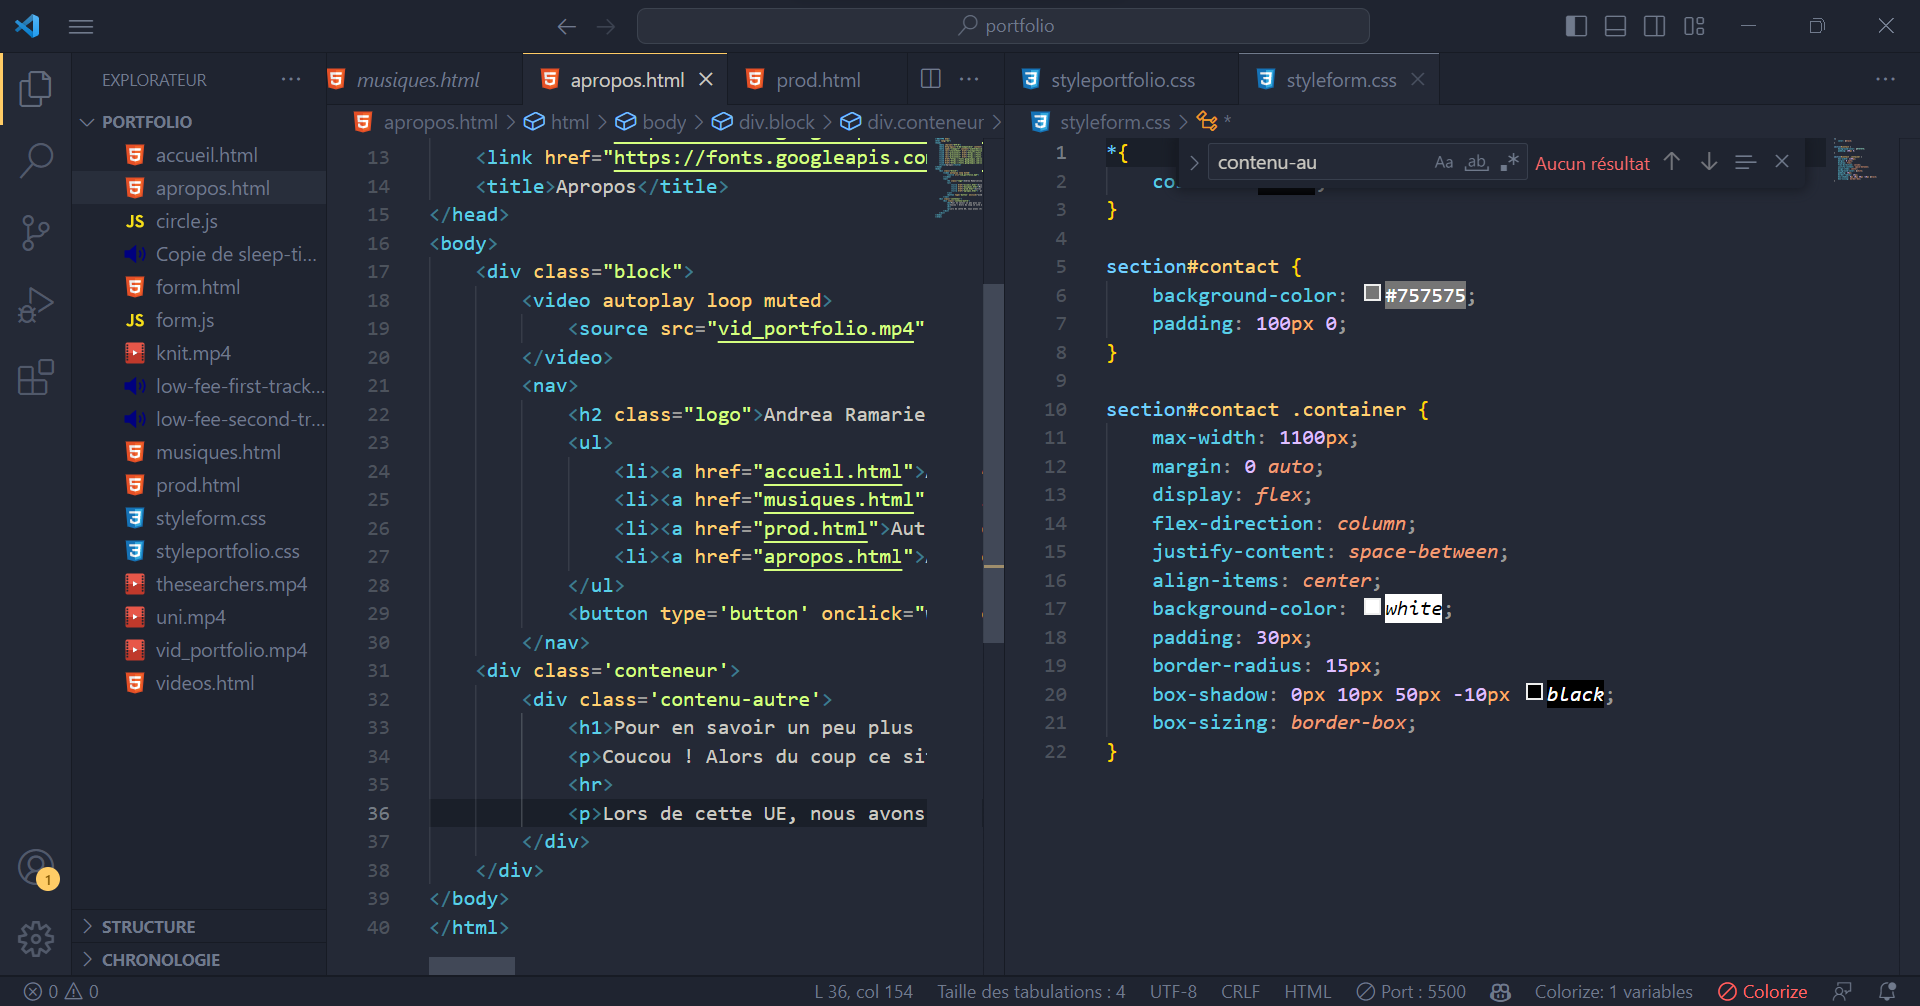 portfolio
EXPLORATEUR
PORTFOLIO
accueil.html
apropos.html
circle.js
Copie de sleep-ti...
form.html
form.js
knit.mp4
low-fee-first-track...
low-fee-second-tr...
musiques.html
prod.html
styleform.css
styleportfolio.css
thesearchers.mp4
uni.mp4
vid_portfolio.mp4
videos.html
STRUCTURE
CHRONOLOGIE
musiques.html
apropos.html
prod.html
apropos.html > html > body > div.block > div.conteneur >
13 <link href="https://fonts.googleapis.co
14 <title>Apropos</title>
15 </head>
16 <body>
17 <div class="block">
18 <video autoplay loop muted>
19 <source src="vid_portfolio.mp4"
20 </video>
21 <nav>
22 <h2 class="logo">Andrea Ramarie
23 <ul>
24 <li><a href="accueil.html">
25 <li><a href="musiques.html"
26 <li><a href="prod.html">Aut
27 <li><a href="apropos.html">
28 </ul>
29 <button type='button' onclick="
30 </nav>
31 <div class='conteneur'>
32 <div class='contenu-autre'>
33 <h1>Pour en savoir un peu plus
34 <p>Coucou ! Alors du coup ce si
35 <hr>
36 <p>Lors de cette UE, nous avons
37 </div>
38 </div>
39 </body>
40 </html>
styleportfolio.css
styleform.css
styleform.css > *
contenu-au Aa ab .* Aucun résultat
1 *{
2 co
3 }
4
5 section#contact {
6 background-color: #757575;
7 padding: 100px 0;
8 }
9
10 section#contact .container {
11 max-width: 1100px;
12 margin: 0 auto;
13 display: flex;
14 flex-direction: column;
15 justify-content: space-between;
16 align-items: center;
17 background-color: white;
18 padding: 30px;
19 border-radius: 15px;
20 box-shadow: 0px 10px 50px -10px black;
21 box-sizing: border-box;
22 }
1
0 0 L 36, col 154 Taille des tabulations : 4 UTF-8 CRLF HTML Port : 5500 Colorize: 1 variables Colorize